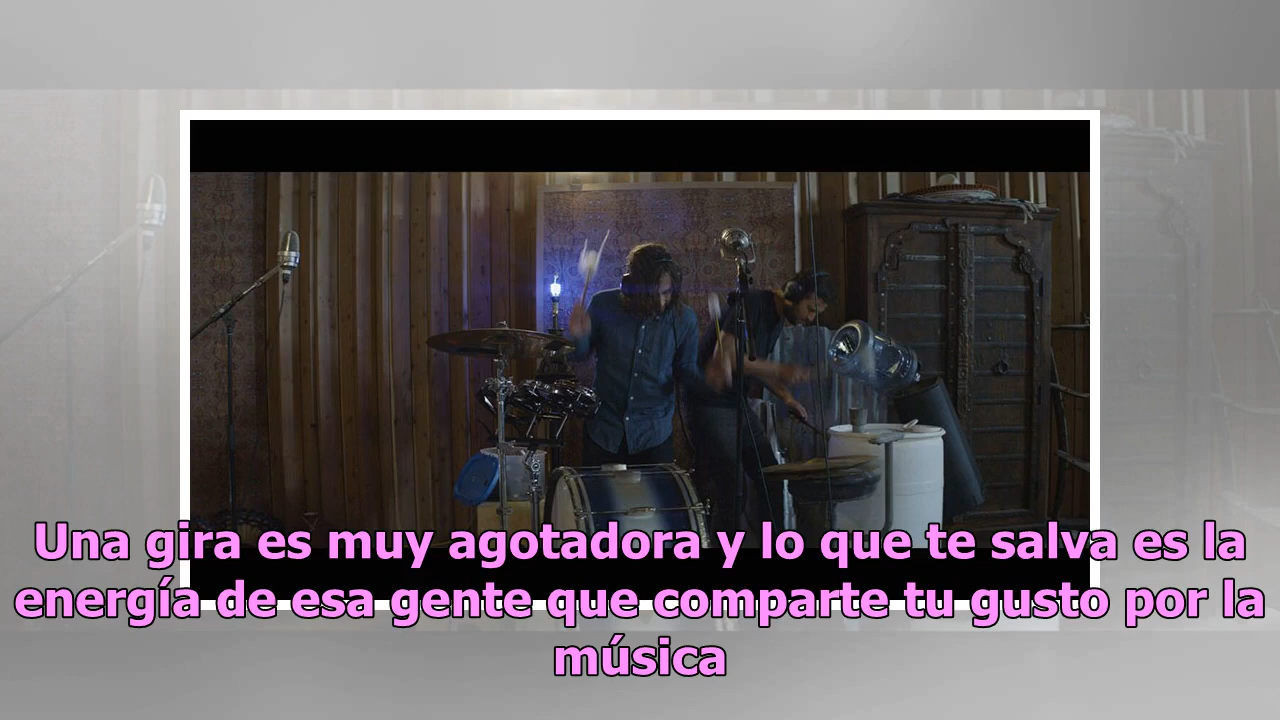 Una gira es muy agotadora y lo que te salva es la
energía de esa gente que comparte tu gusto por la
música